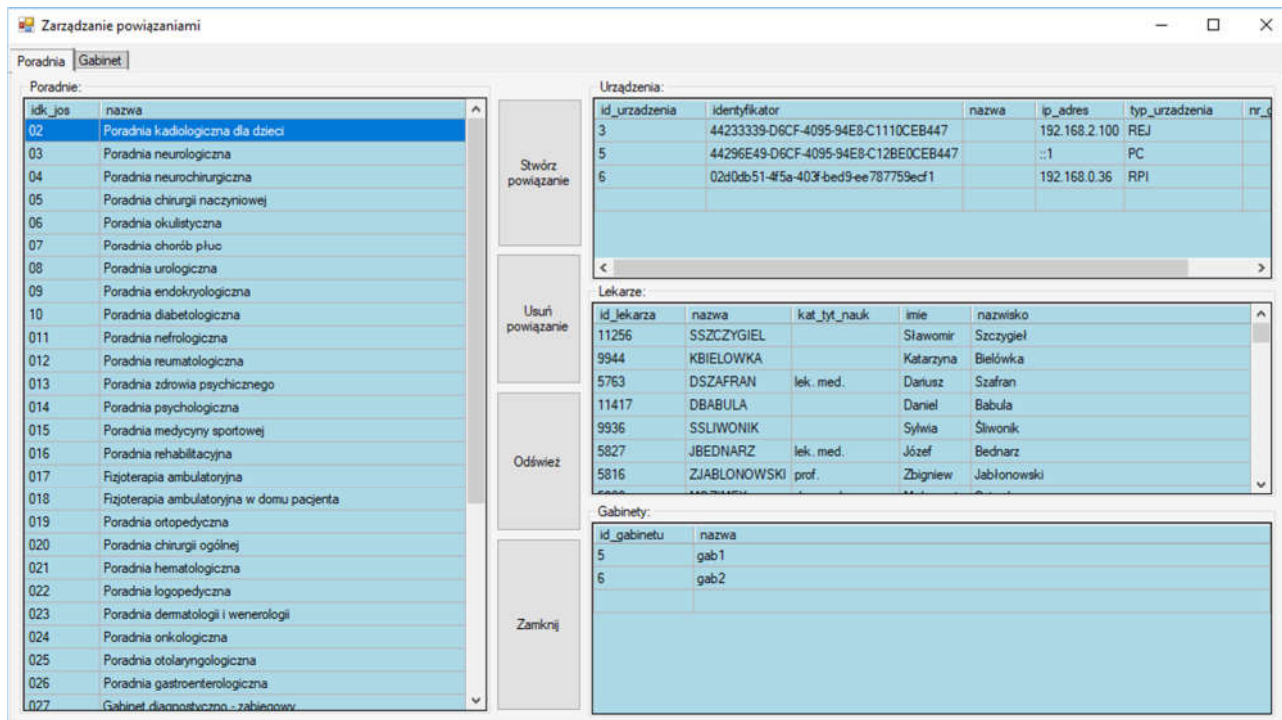 Zarządzanie powiązaniami
Poradnia Gabinet
Poradnie:
idk_jos nazwa
02 Poradnia kadiologiczna dla dzieci
03 Poradnia neurologiczna
04 Poradnia neurochirurgiczna
05 Poradnia chirurgii naczyniowej
06 Poradnia okulistyczna
07 Poradnia chorób płuc
08 Poradnia urologiczna
09 Poradnia endokryologiczna
10 Poradnia diabetologiczna
011 Poradnia nefrologiczna
012 Poradnia reumatologiczna
013 Poradnia zdrowia psychicznego
014 Poradnia psychologiczna
015 Poradnia medycyny sportowej
016 Poradnia rehabilitacyjna
017 Fizjoterapia ambulatoryjna
018 Fizjoterapia ambulatoryjna w domu pacjenta
019 Poradnia ortopedyczna
020 Poradnia chirurgii ogólnej
021 Poradnia hematologiczna
022 Poradnia logopedyczna
023 Poradnia dermatologii i wenerologii
024 Poradnia onkologiczna
025 Poradnia otolaryngologiczna
026 Poradnia gastroenterologiczna
027 Gabinet diagnostyczno - zabiegowy
Stwórz
powiązanie
Usuń
powiązanie
Odśwież
Zamknij
Urządzenia:
id_urzadzenia identyfikator nazwa ip_adres typ_urzadzenia
3 44233339-D6CF-4095-94E8-C1110CEB447 192.168.2.100 REJ
5 44296E49-D6CF-4095-94E8-C12BE0CEB447 ::1 PC
6 02d0db51-4f5a-403f-bed9-ee787759ecf1 192.168.0.36 RPI
Lekarze:
id_lekarza nazwa kat_tyt_nauk imie nazwisko
11256 SSZCZYGIEL Sławomir Szczygieł
9944 KBIELOWKA Katarzyna Bielówka
5763 DSZAFRAN lek. med. Dariusz Szafran
11417 DBABULA Daniel Babula
9936 SSLIWONIK Sylwia Śliwonik
5827 JBEDNARZ lek. med. Józef Bednarz
5816 ZJABLONOWSKI prof. Zbigniew Jabłonowski
Gabinety:
id_gabinetu nazwa
5 gab1
6 gab2